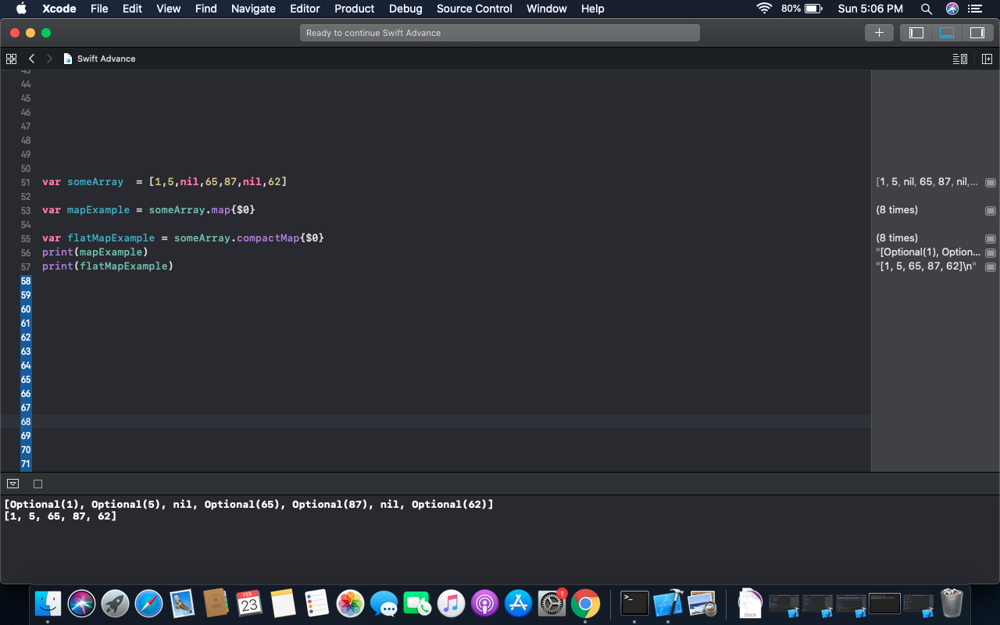 Xcode File Edit View Find Navigate Editor Product Debug Source Control Window Help 80% Sun 5:06 PM
Ready to continue Swift Advance
Swift Advance
43
44
45
46
47
48
49
50
51 var someArray  = [1,5,nil,65,87,nil,62] [1, 5, nil, 65, 87, nil,...
52
53 var mapExample = someArray.map{$0} (8 times)
54
55 var flatMapExample = someArray.compactMap{$0} (8 times)
56 print(mapExample) "[Optional(1), Option...
57 print(flatMapExample) "[1, 5, 65, 87, 62]\n"
58
59
60
61
62
63
64
65
66
67
68
69
70
71
[Optional(1), Optional(5), nil, Optional(65), Optional(87), nil, Optional(62)]
[1, 5, 65, 87, 62]
FEB
23
1
>_
DOCX